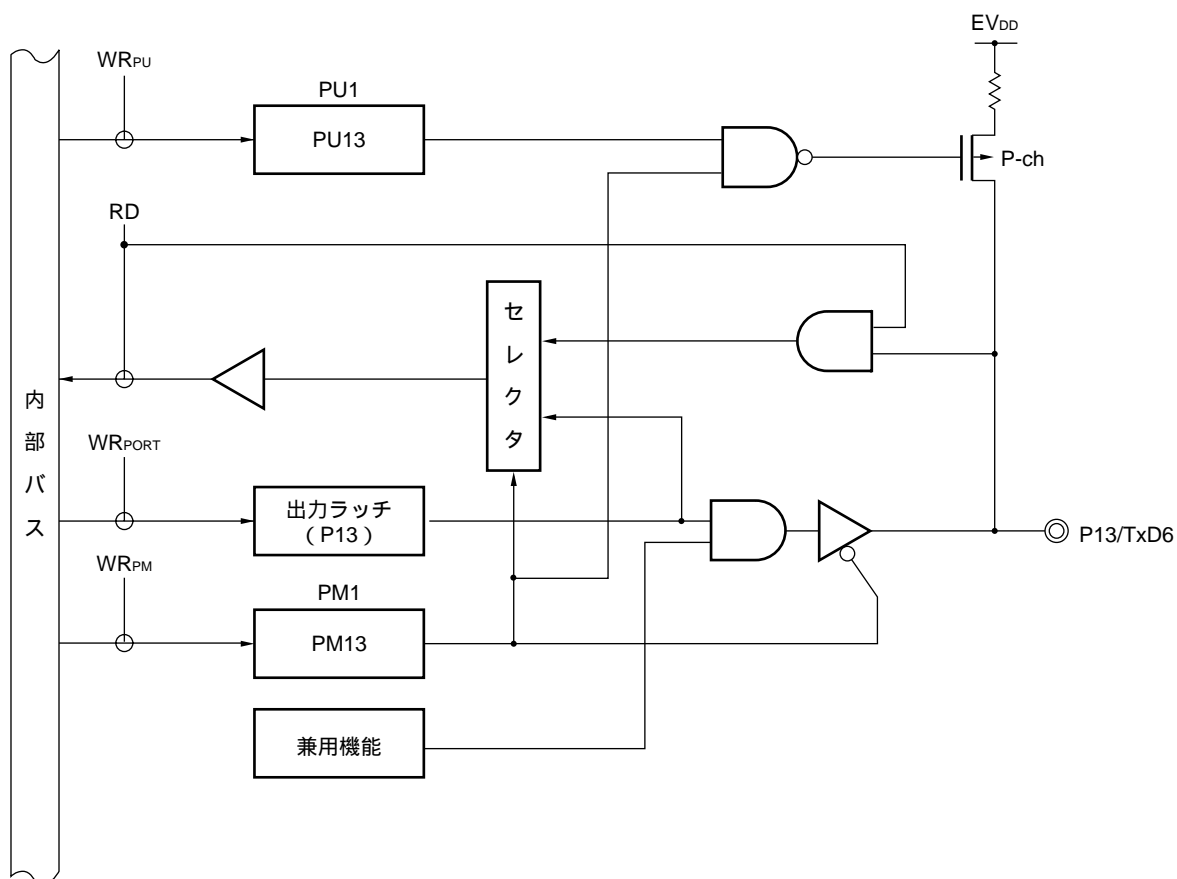 EVDD
WRPU
PU1
PU13
P-ch
RD
セレクタ
内部バス
WRPORT
出力ラッチ
(P13)
P13/TxD6
WRPM
PM1
PM13
兼用機能